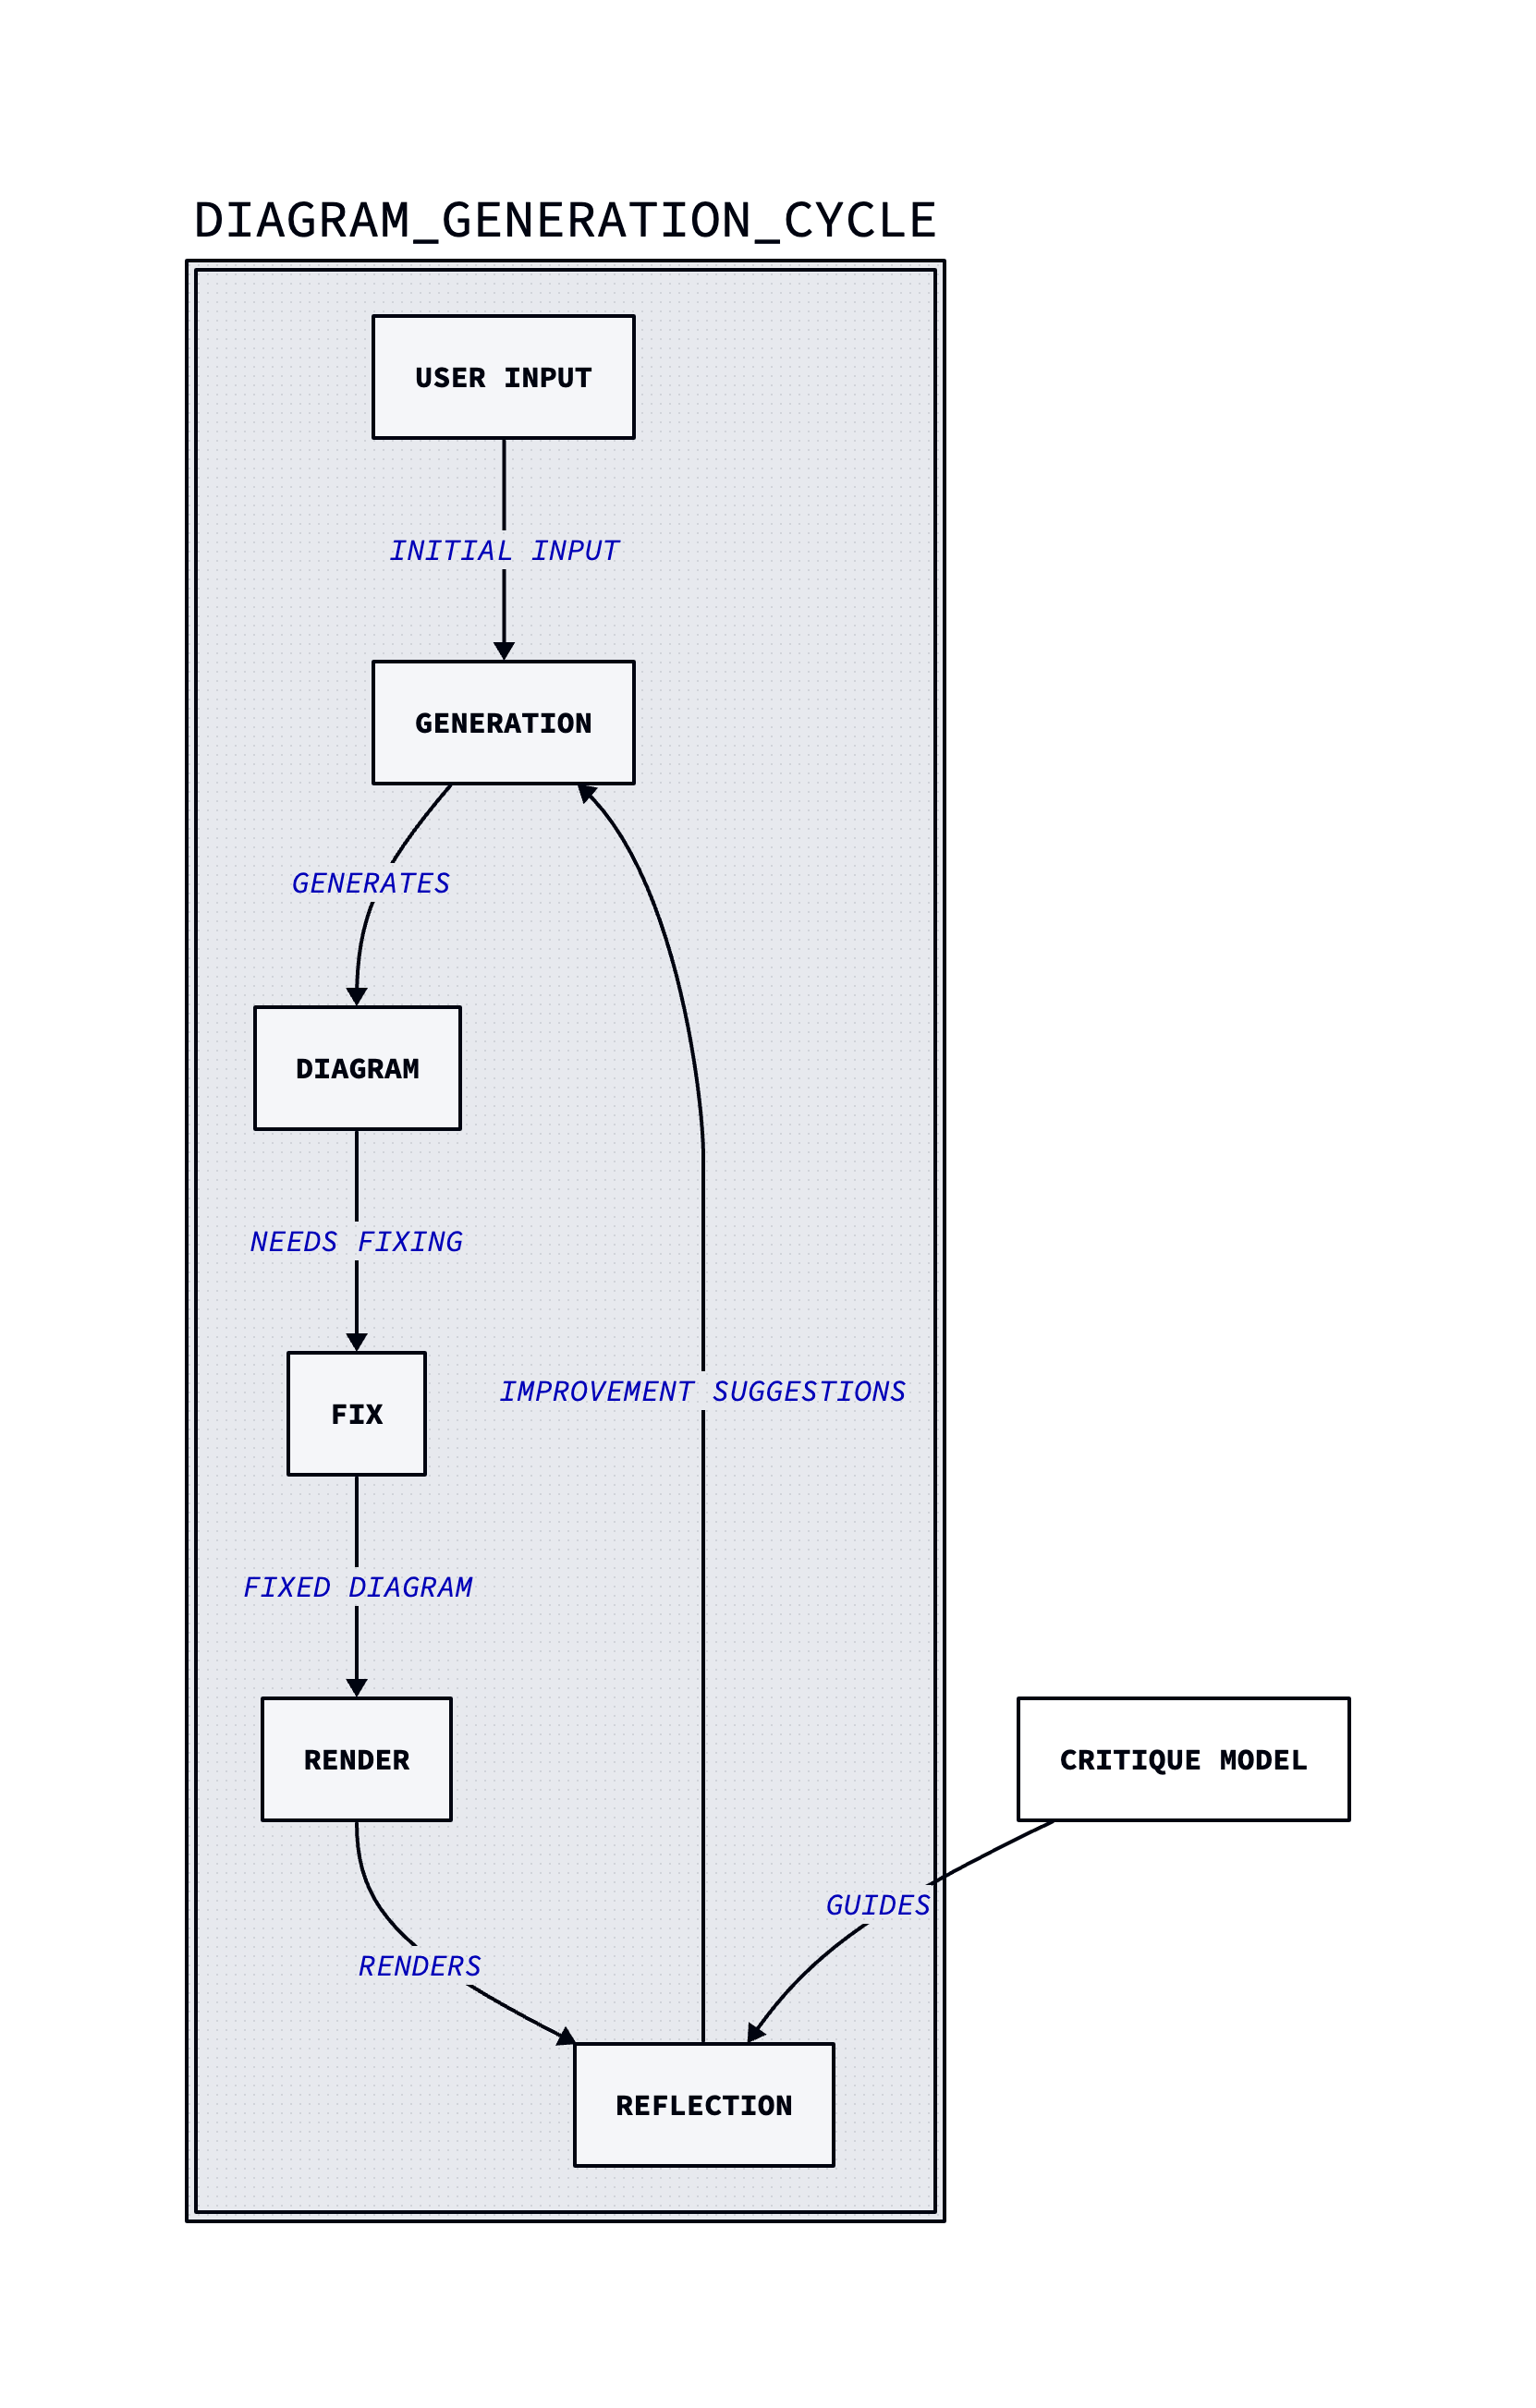 DIAGRAM_GENERATION_CYCLE
USER INPUT
INITIAL INPUT
GENERATION
GENERATES
DIAGRAM
NEEDS FIXING
FIX
IMPROVEMENT SUGGESTIONS
FIXED DIAGRAM
RENDER
CRITIQUE MODEL
GUIDES
RENDERS
REFLECTION